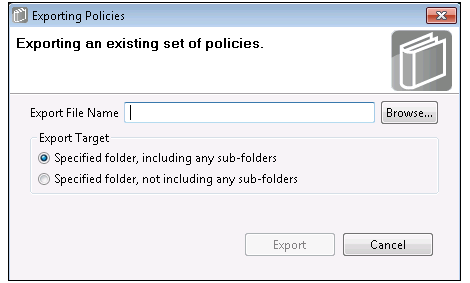 Exporting Policies
Exporting an existing set of policies.
Export File Name Browse...
Export Target
Specified folder, including any sub-folders
Specified folder, not including any sub-folders
Export Cancel